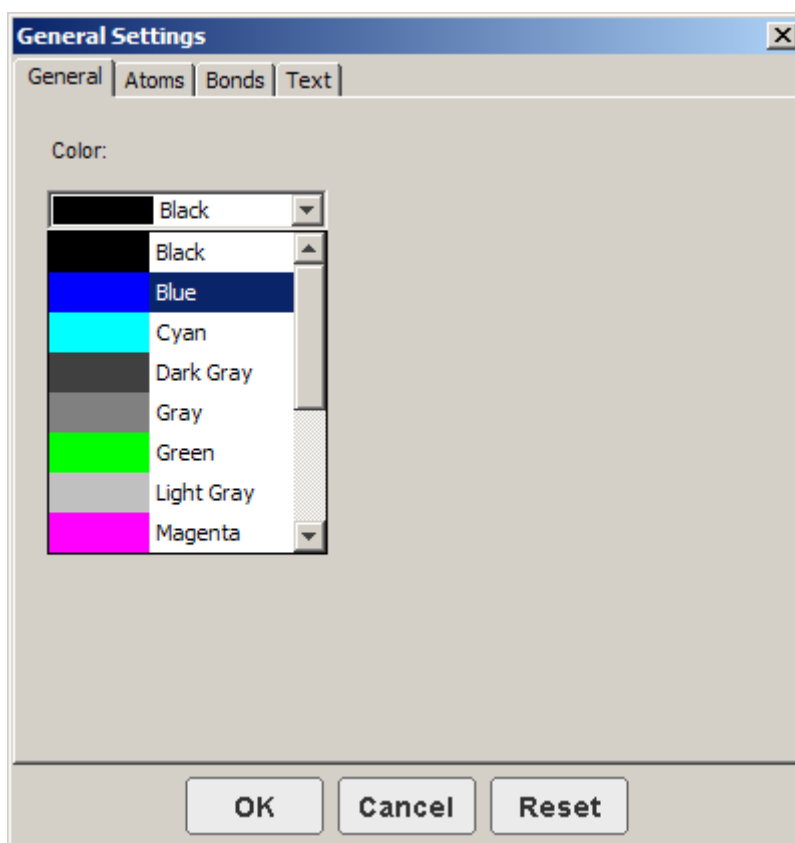 General Settings
General Atoms Bonds Text
Color:
Black
Black
Blue
Cyan
Dark Gray
Gray
Green
Light Gray
Magenta
OK Cancel Reset